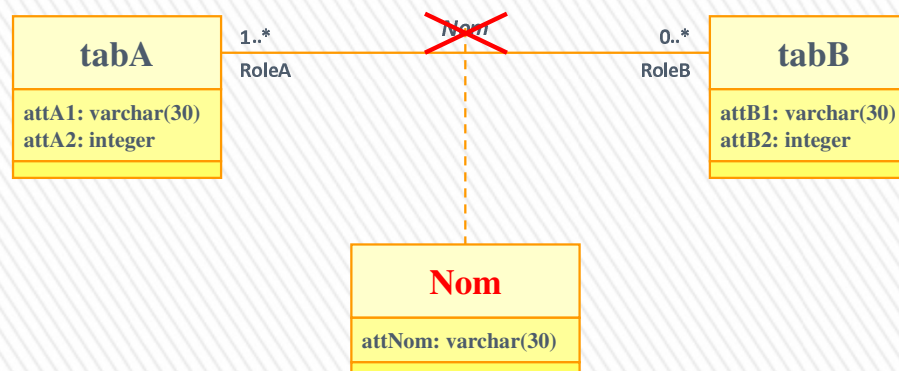 tabA
attA1: varchar(30)
attA2: integer
1..*
RoleA
Nom
0..*
RoleB
tabB
attB1: varchar(30)
attB2: integer
Nom
attNom: varchar(30)